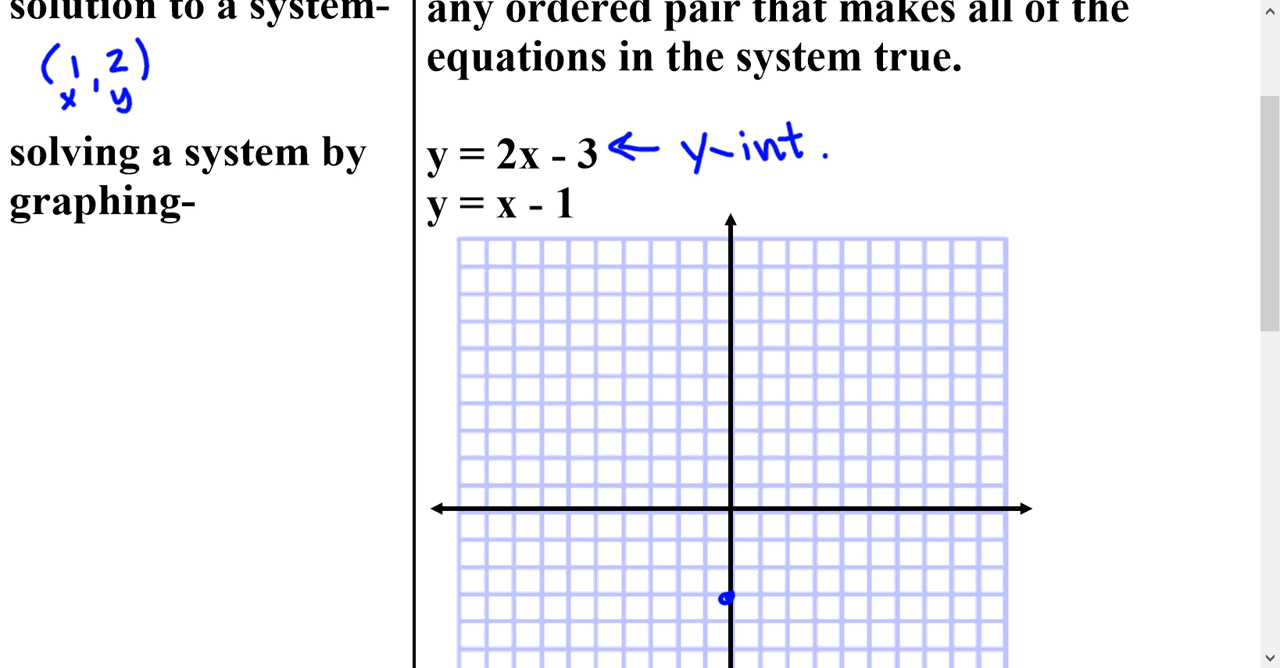 solution to a system-
(1, 2)
x, y
solving a system by
graphing-
any ordered pair that makes all of the
equations in the system true.
y = 2x - 3 ← y-int.
y = x - 1